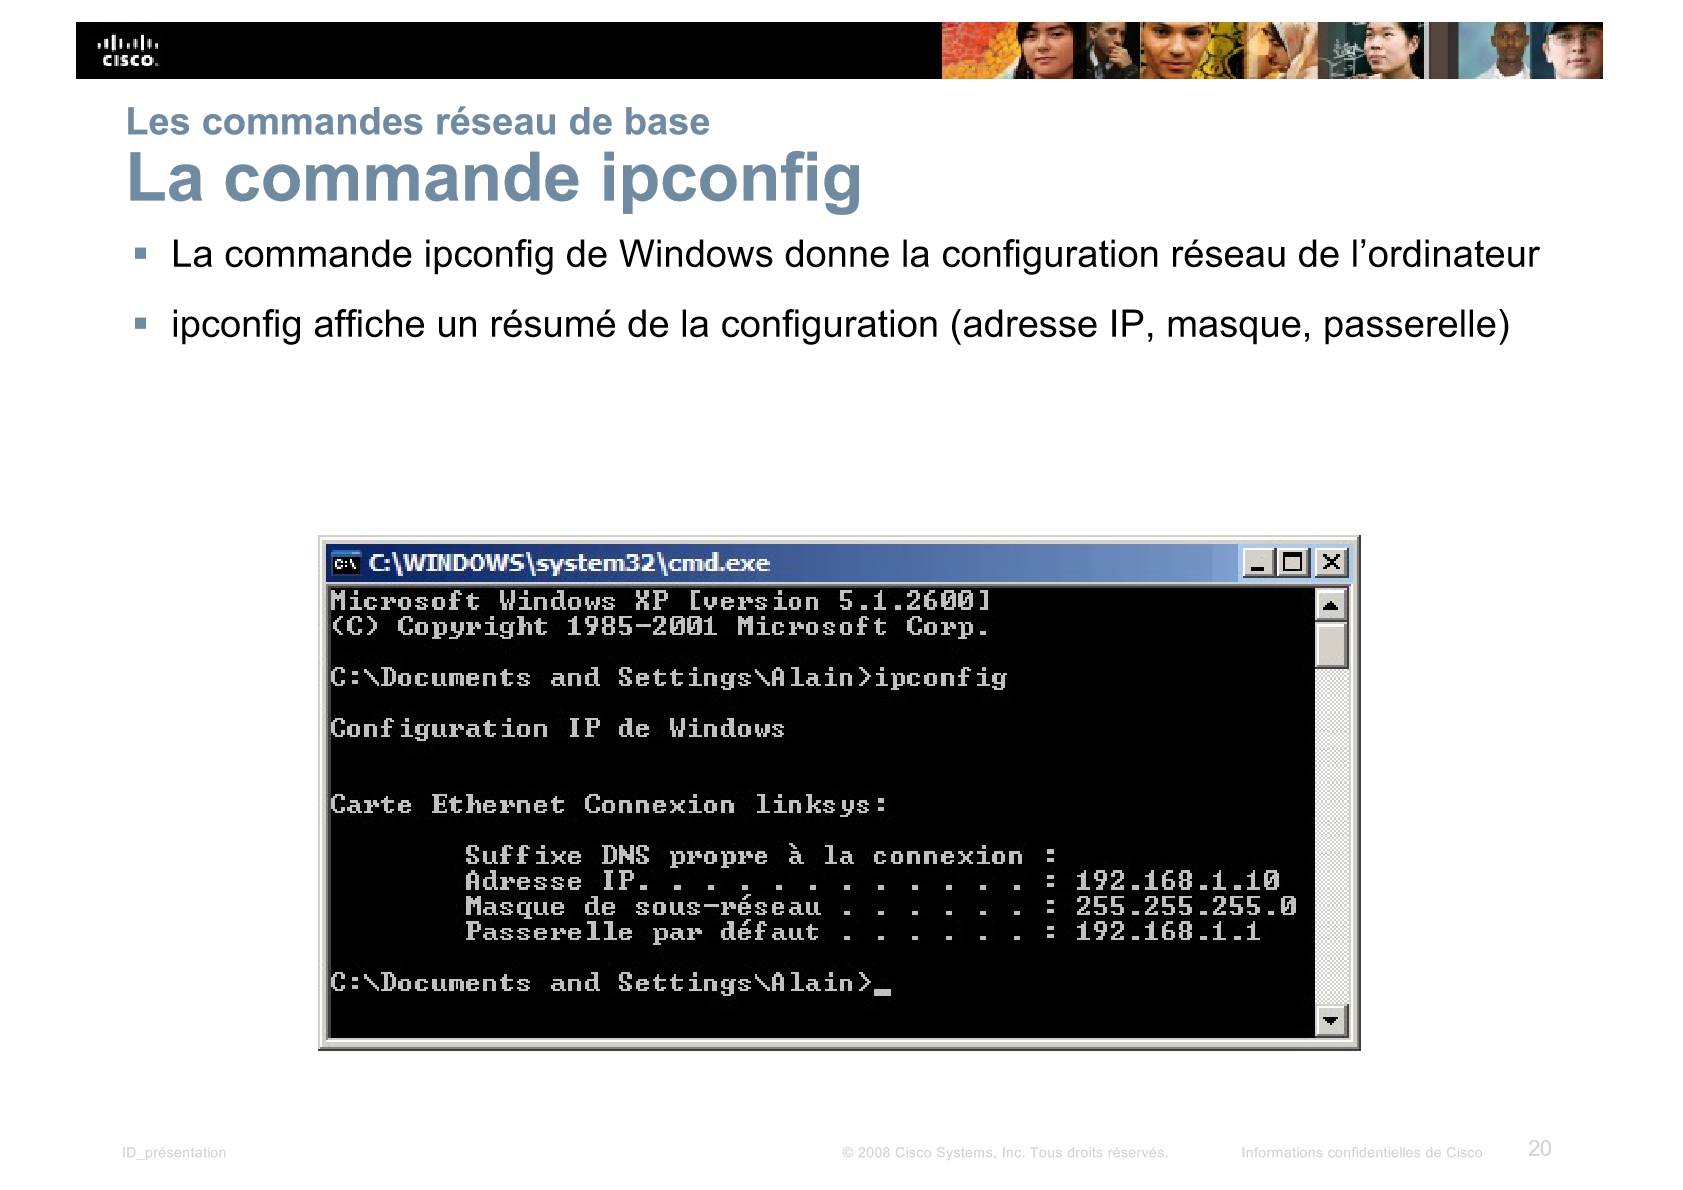 CISCO.
Les commandes réseau de base
La commande ipconfig
▪ La commande ipconfig de Windows donne la configuration réseau de l’ordinateur
▪ ipconfig affiche un résumé de la configuration (adresse IP, masque, passerelle)
C:\WINDOWS\system32\cmd.exe
Microsoft Windows XP [version 5.1.2600]
(C) Copyright 1985-2001 Microsoft Corp.
C:\Documents and Settings\Alain>ipconfig
Configuration IP de Windows
Carte Ethernet Connexion linksys:
Suffixe DNS propre à la connexion :
Adresse IP. . . . . . . . . . . . : 192.168.1.10
Masque de sous-réseau . . . . . . : 255.255.255.0
Passerelle par défaut . . . . . . : 192.168.1.1
C:\Documents and Settings\Alain>_
ID_présentation © 2008 Cisco Systems, Inc. Tous droits réservés. Informations confidentielles de Cisco 20